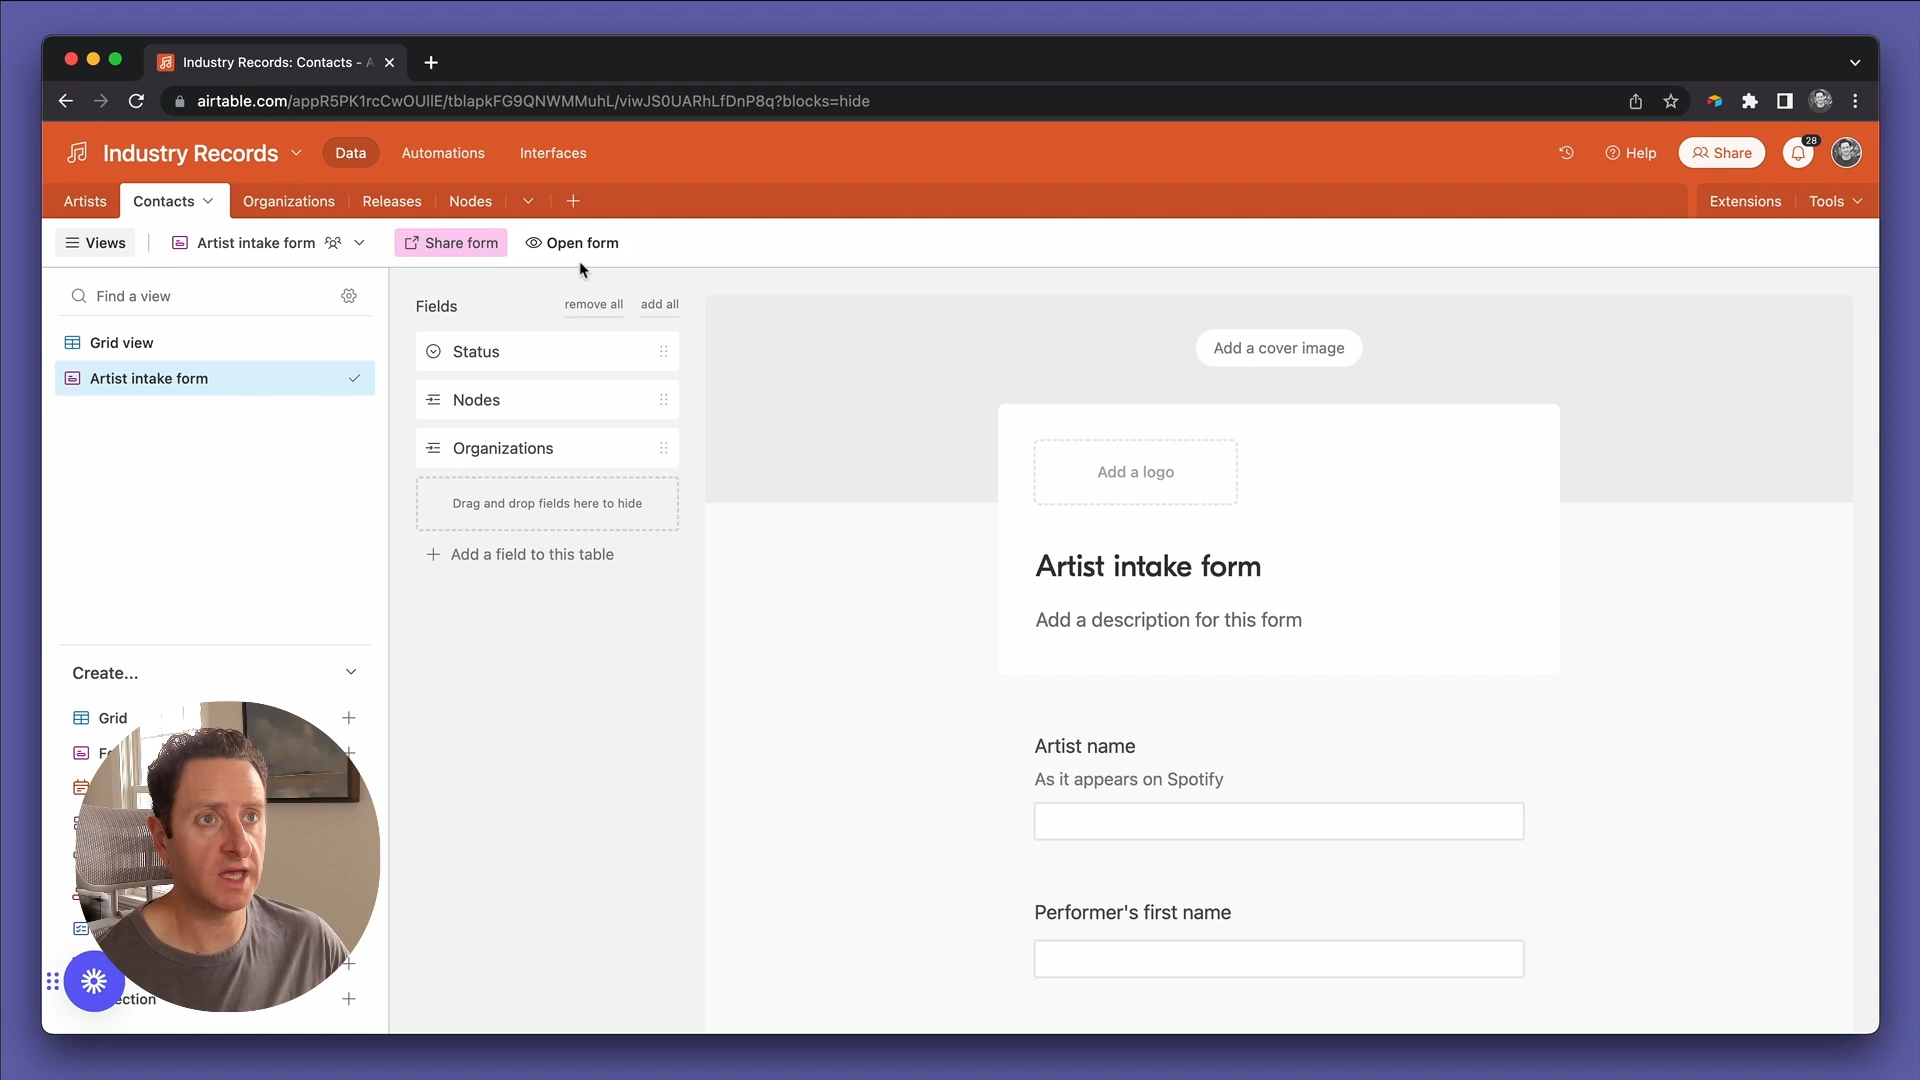 Industry Records: Contacts - A
airtable.com/appR5PK1rcCwOUllE/tblapkFG9QNWMMuhL/viwJS0UARhLfDnP8q?blocks=hide
Industry Records
Data
Automations
Interfaces
Help
Share
28
Artists
Contacts
Organizations
Releases
Nodes
Extensions
Tools
Views
Artist intake form
Share form
Open form
Find a view
Grid view
Artist intake form
Create...
Grid
Fields
remove all
add all
Status
Nodes
Organizations
Drag and drop fields here to hide
Add a field to this table
Add a cover image
Add a logo
Artist intake form
Add a description for this form
Artist name
As it appears on Spotify
Performer's first name